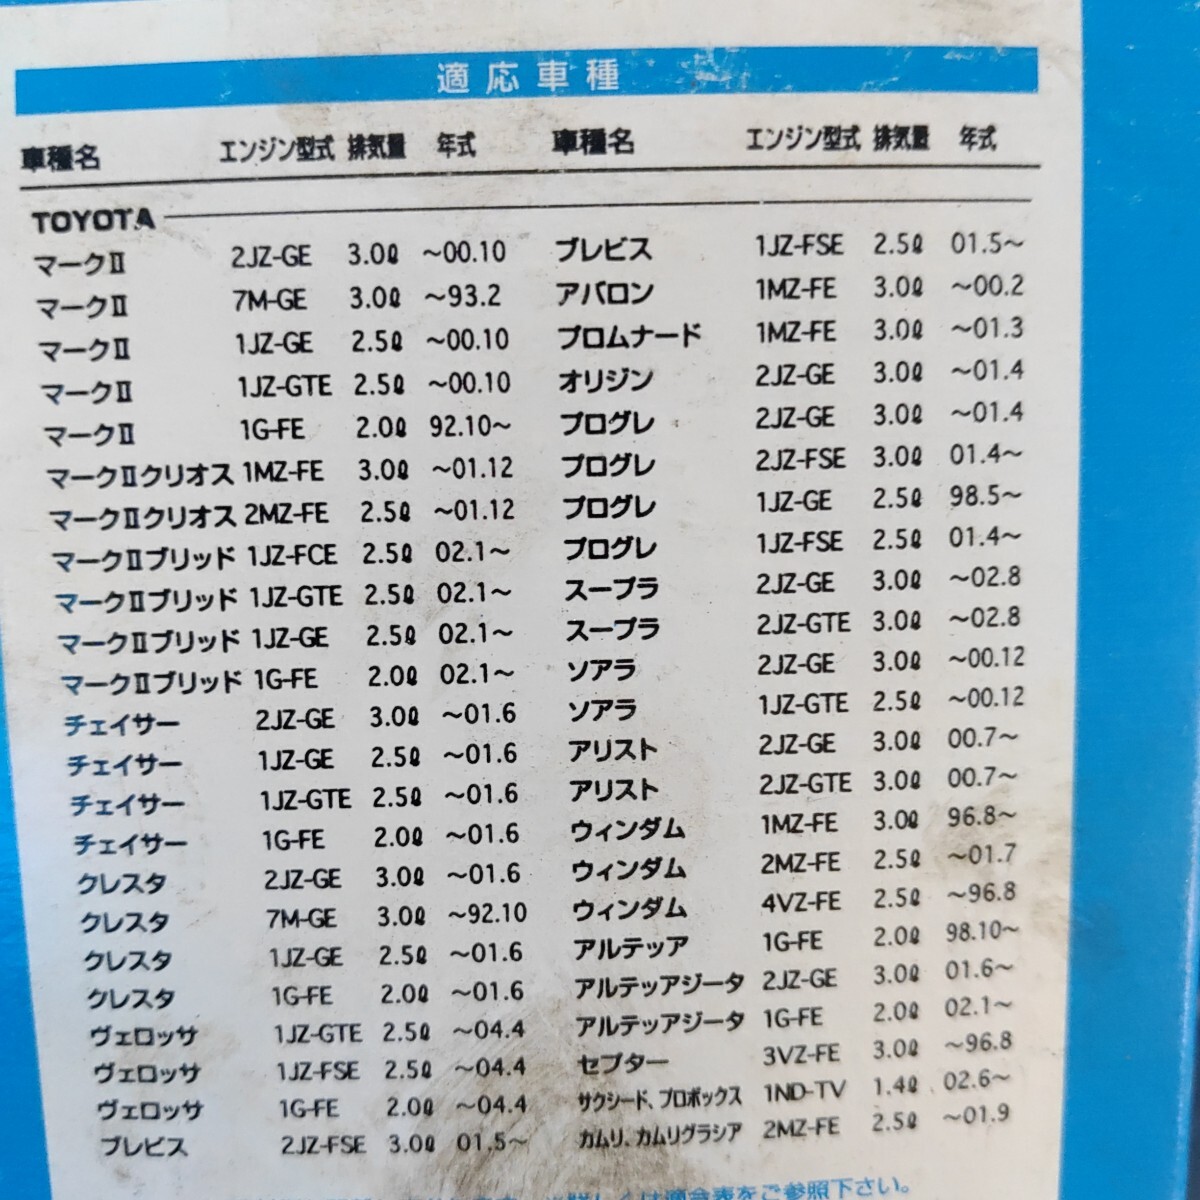 適応車種
車種名 エンジン型式 排気量 年式 車種名 エンジン型式 排気量 年式
TOYOTA
マークⅡ 2JZ-GE 3.0ℓ ～00.10 ブレビス 1JZ-FSE 2.5ℓ 01.5～
マークⅡ 7M-GE 3.0ℓ ～93.2 アバロン 1MZ-FE 3.0ℓ ～00.2
マークⅡ 1JZ-GE 2.5ℓ ～00.10 プロムナード 1MZ-FE 3.0ℓ ～01.3
マークⅡ 1JZ-GTE 2.5ℓ ～00.10 オリジン 2JZ-GE 3.0ℓ ～01.4
マークⅡ 1G-FE 2.0ℓ 92.10～ プログレ 2JZ-GE 3.0ℓ ～01.4
マークⅡクリオス 1MZ-FE 3.0ℓ ～01.12 プログレ 2JZ-FSE 3.0ℓ 01.4～
マークⅡクリオス 2MZ-FE 2.5ℓ ～01.12 プログレ 1JZ-GE 2.5ℓ 98.5～
マークⅡブリッド 1JZ-FCE 2.5ℓ 02.1～ プログレ 1JZ-FSE 2.5ℓ 01.4～
マークⅡブリッド 1JZ-GTE 2.5ℓ 02.1～ スープラ 2JZ-GE 3.0ℓ ～02.8
マークⅡブリッド 1JZ-GE 2.5ℓ 02.1～ スープラ 2JZ-GTE 3.0ℓ ～02.8
マークⅡブリッド 1G-FE 2.0ℓ 02.1～ ソアラ 2JZ-GE 3.0ℓ ～00.12
チェイサー 2JZ-GE 3.0ℓ ～01.6 ソアラ 1JZ-GTE 2.5ℓ ～00.12
チェイサー 1JZ-GE 2.5ℓ ～01.6 アリスト 2JZ-GE 3.0ℓ 00.7～
チェイサー 1JZ-GTE 2.5ℓ ～01.6 アリスト 2JZ-GTE 3.0ℓ 00.7～
チェイサー 1G-FE 2.0ℓ ～01.6 ウィンダム 1MZ-FE 3.0ℓ 96.8～
クレスタ 2JZ-GE 3.0ℓ ～01.6 ウィンダム 2MZ-FE 2.5ℓ ～01.7
クレスタ 7M-GE 3.0ℓ ～92.10 ウィンダム 4VZ-FE 2.5ℓ ～96.8
クレスタ 1JZ-GE 2.5ℓ ～01.6 アルテッア 1G-FE 2.0ℓ 98.10～
クレスタ 1G-FE 2.0ℓ ～01.6 アルテッアジータ 2JZ-GE 3.0ℓ 01.6～
ヴェロッサ 1JZ-GTE 2.5ℓ ～04.4 アルテッアジータ 1G-FE 2.0ℓ 02.1～
ヴェロッサ 1JZ-FSE 2.5ℓ ～04.4 セプター 3VZ-FE 3.0ℓ ～96.8
ヴェロッサ 1G-FE 2.0ℓ ～04.4 サクシード、プロボックス 1ND-TV 1.4ℓ 02.6～
ブレビス 2JZ-FSE 3.0ℓ 01.5～ カムリ、カムリグラシア 2MZ-FE 2.5ℓ ～01.9
詳しくは適合表をご参照下さい。